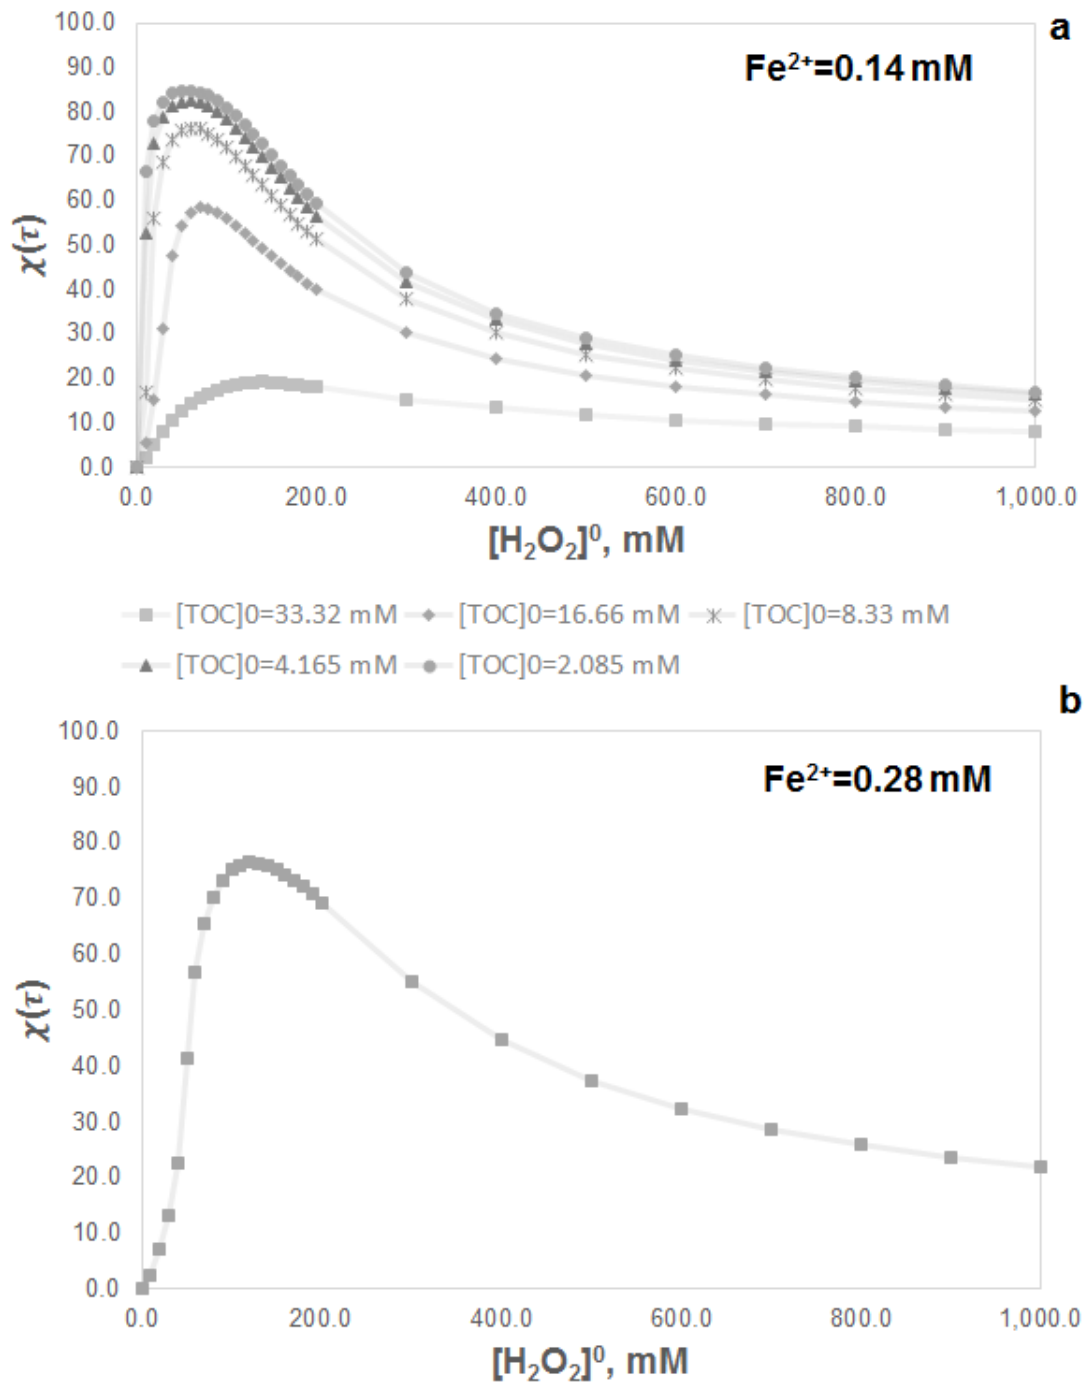 a
Fe²⁺=0.14 mM
100.0
90.0
80.0
70.0
60.0
50.0
40.0
30.0
20.0
10.0
0.0
χ(τ)
0.0 200.0 400.0 600.0 800.0 1,000.0
[H₂O₂]⁰, mM
[TOC]0=33.32 mM [TOC]0=16.66 mM [TOC]0=8.33 mM
[TOC]0=4.165 mM [TOC]0=2.085 mM
b
Fe²⁺=0.28 mM
100.0
90.0
80.0
70.0
60.0
50.0
40.0
30.0
20.0
10.0
0.0
χ(τ)
0.0 200.0 400.0 600.0 800.0 1,000.0
[H₂O₂]⁰, mM